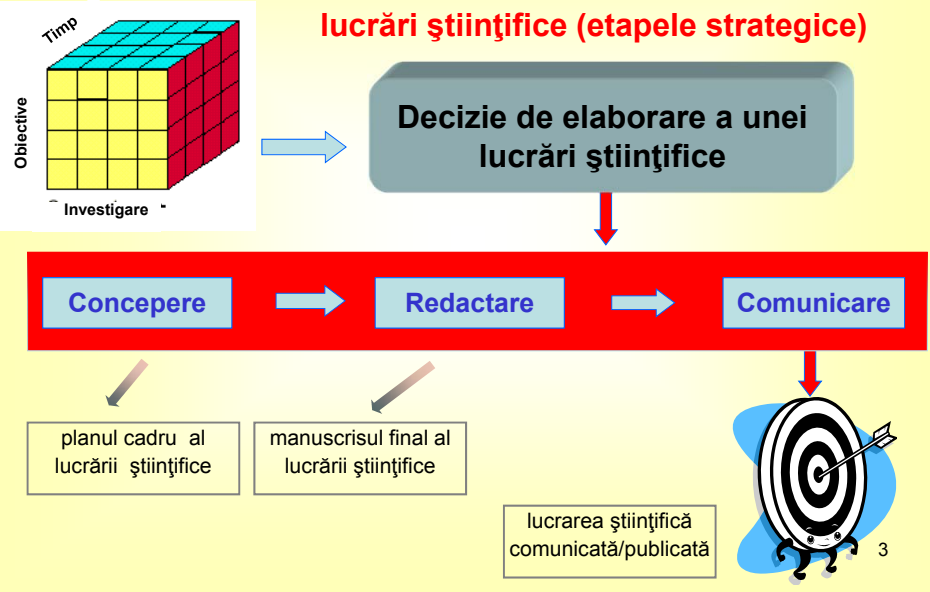 lucrări ştiinţifice (etapele strategice)
Timp
Obiective
Investigare
Decizie de elaborare a unei
lucrări ştiinţifice
Concepere
Redactare
Comunicare
planul cadru al
lucrării ştiinţifice
manuscrisul final al
lucrării ştiinţifice
lucrarea ştiinţifică
comunicată/publicată
3